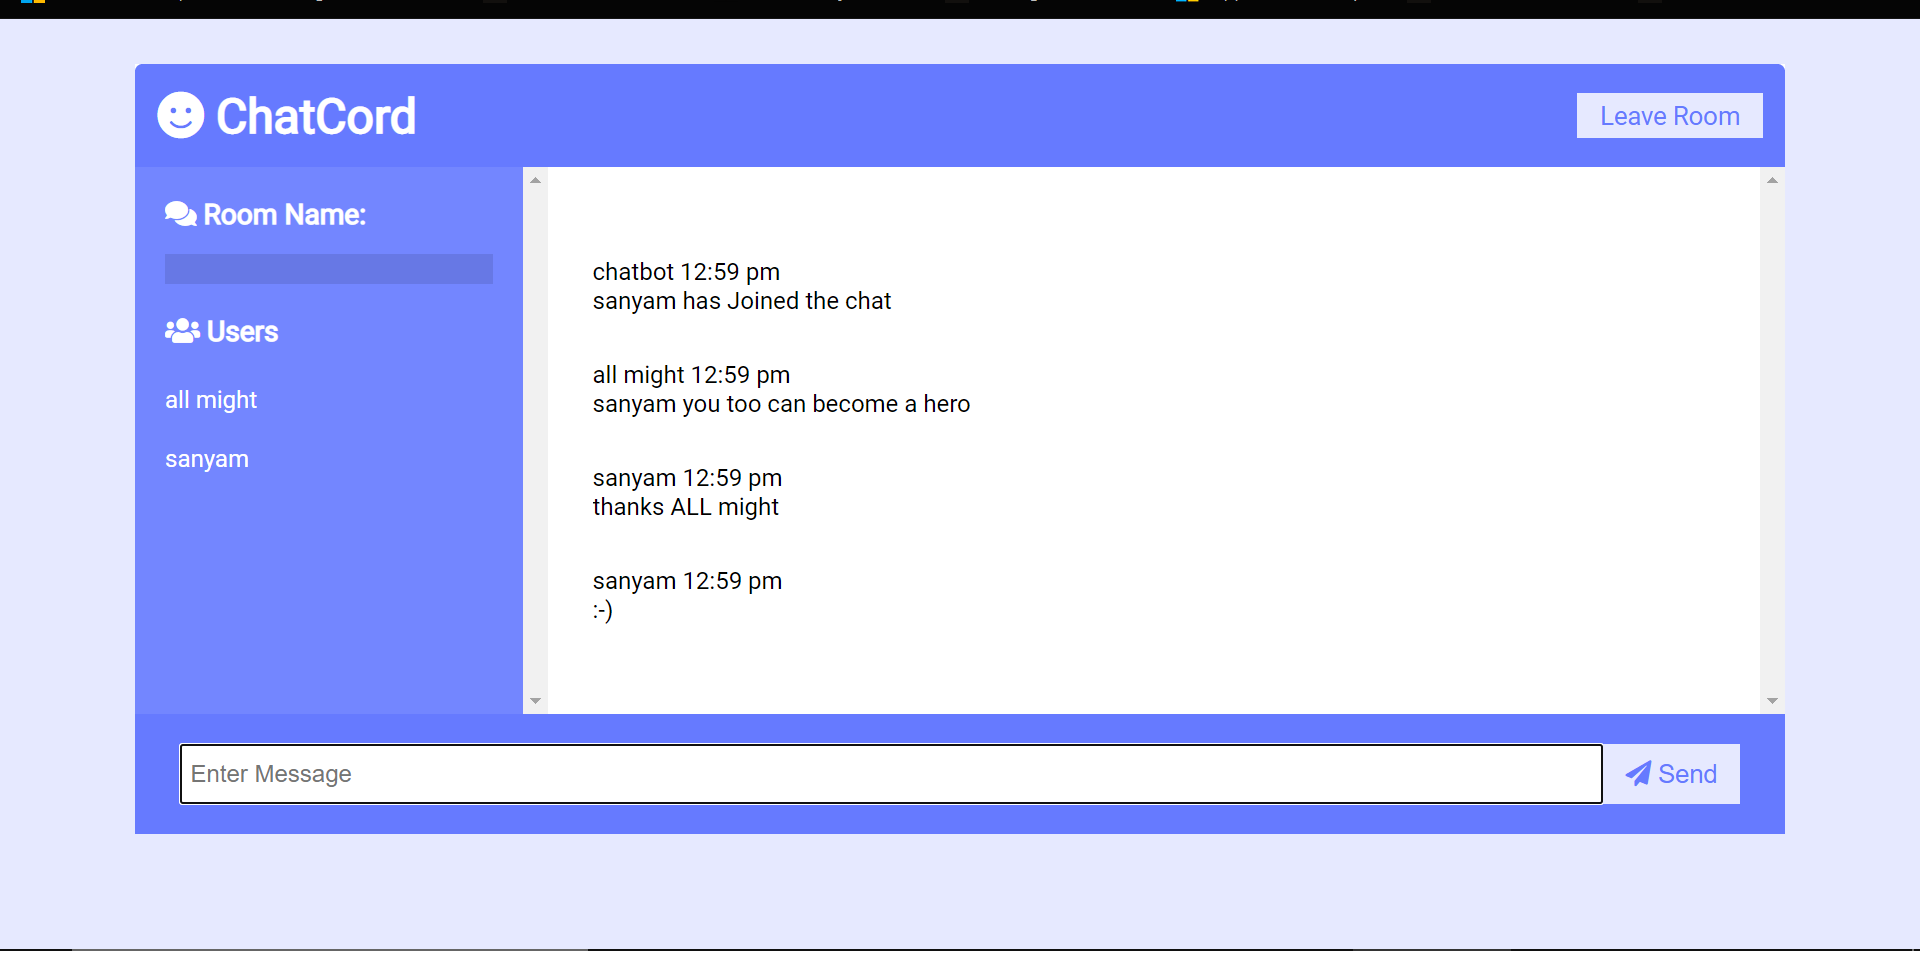 ChatCord
Leave Room
Room Name:
Users
all might
sanyam
chatbot 12:59 pm
sanyam has Joined the chat
all might 12:59 pm
sanyam you too can become a hero
sanyam 12:59 pm
thanks ALL might
sanyam 12:59 pm
:-)
Enter Message
Send